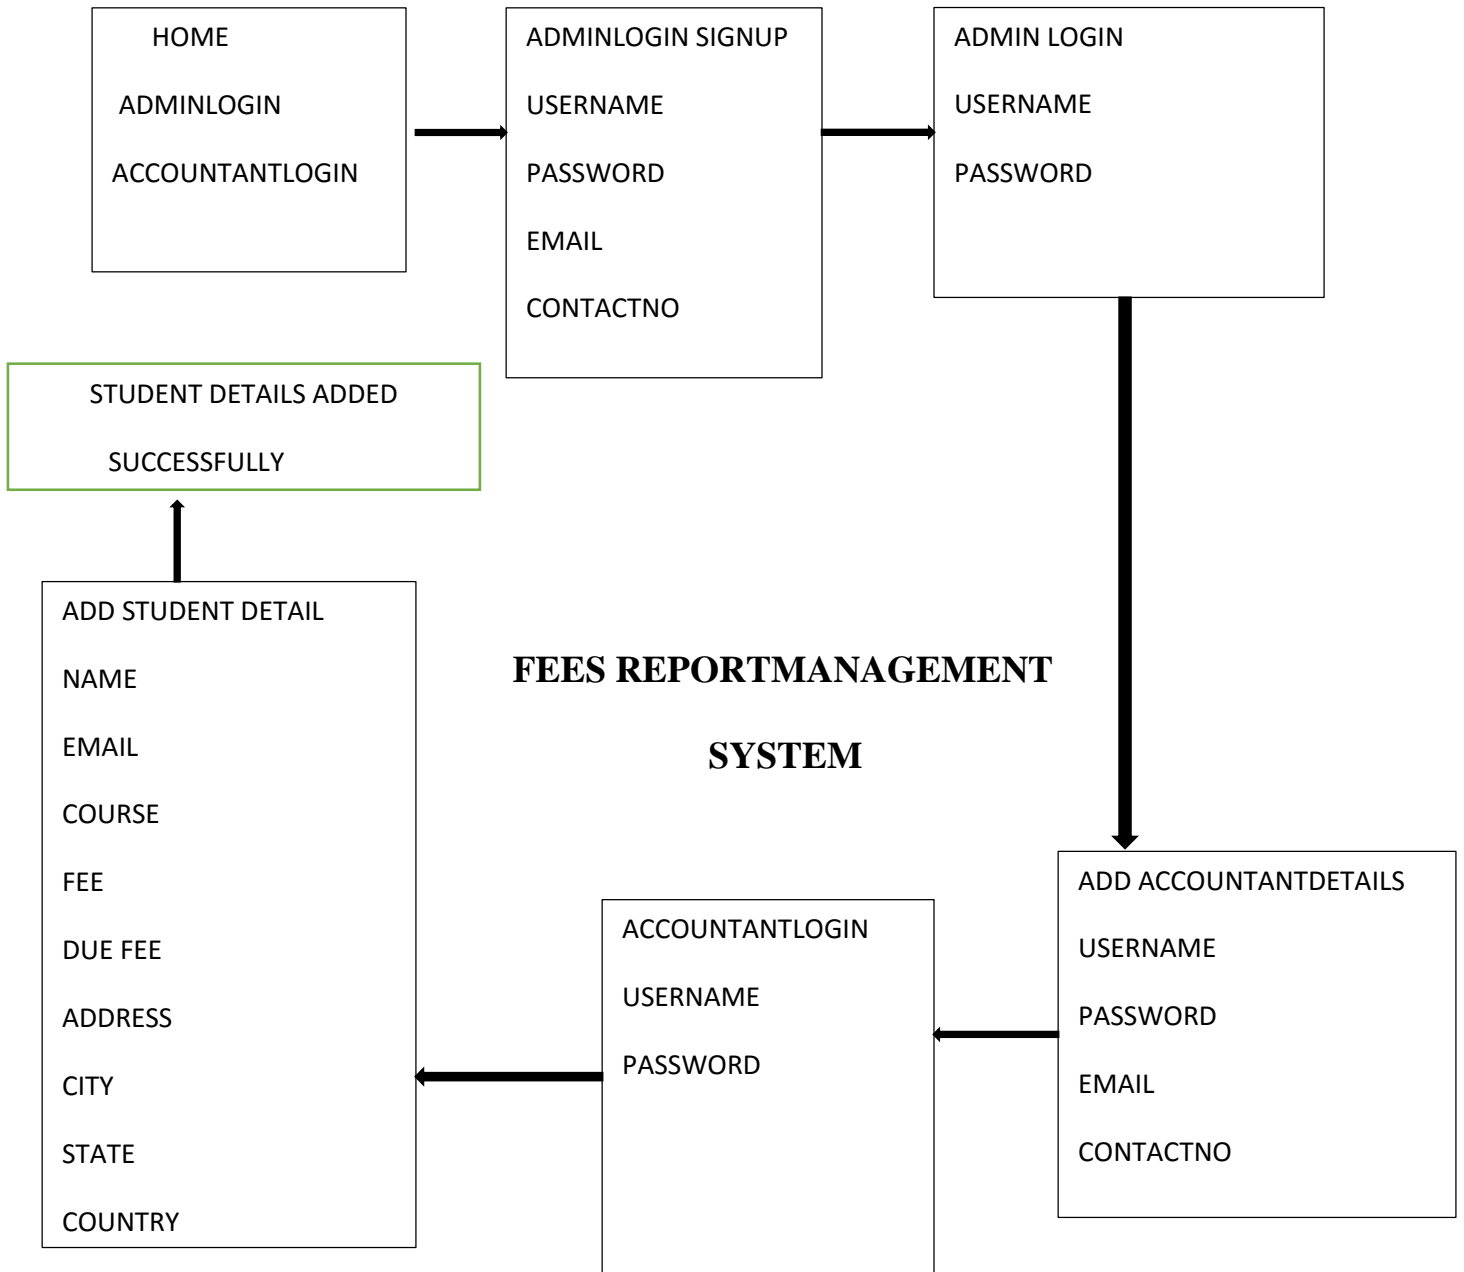 HOME
ADMINLOGIN
ACCOUNTANTLOGIN
ADMINLOGIN SIGNUP
USERNAME
PASSWORD
EMAIL
CONTACTNO
ADMIN LOGIN
USERNAME
PASSWORD
STUDENT DETAILS ADDED
SUCCESSFULLY
ADD STUDENT DETAIL
NAME
EMAIL
COURSE
FEE
DUE FEE
ADDRESS
CITY
STATE
COUNTRY
FEES REPORTMANAGEMENT
SYSTEM
ACCOUNTANTLOGIN
USERNAME
PASSWORD
ADD ACCOUNTANTDETAILS
USERNAME
PASSWORD
EMAIL
CONTACTNO